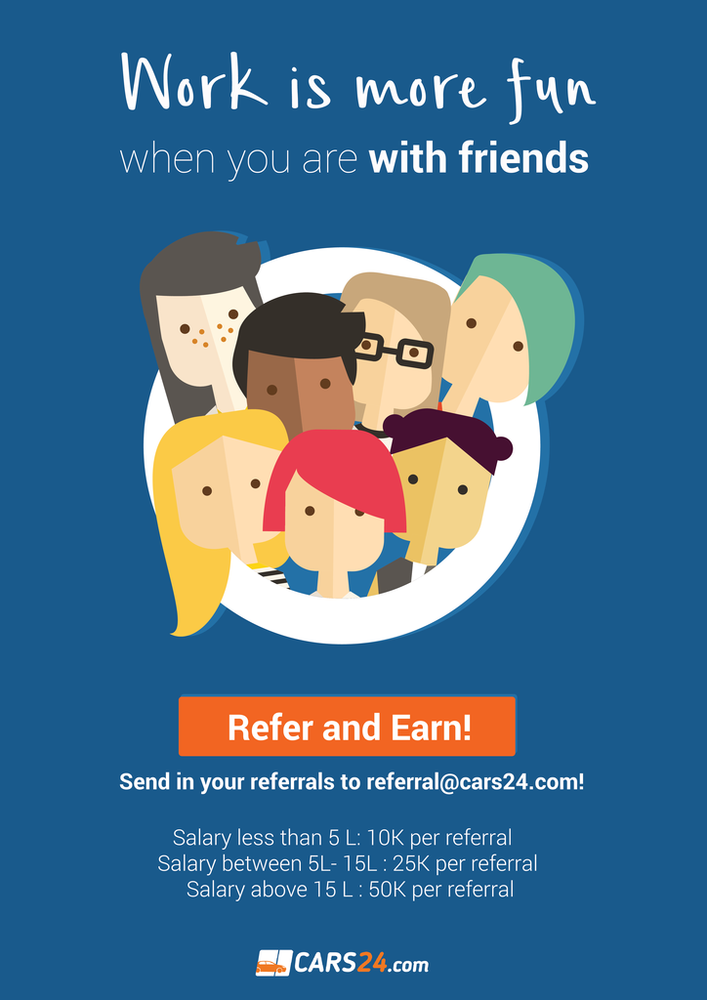 Work is more fun
when you are with friends
Refer and Earn!
Send in your referrals to referral@cars24.com!
Salary less than 5 L: 10K per referral
Salary between 5L- 15L : 25K per referral
Salary above 15 L : 50K per referral
CARS24.com